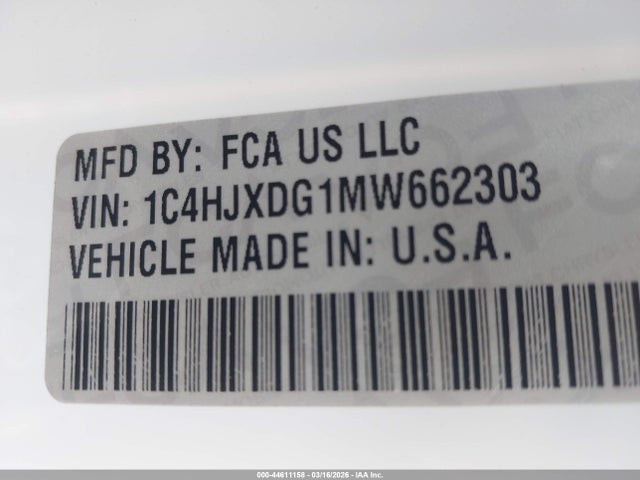 MFD BY: FCA US LLC
VIN: 1C4HJXDG1MW662303
VEHICLE MADE IN: U.S.A.
000-44611158 - 03/16/2026 - IAA Inc.